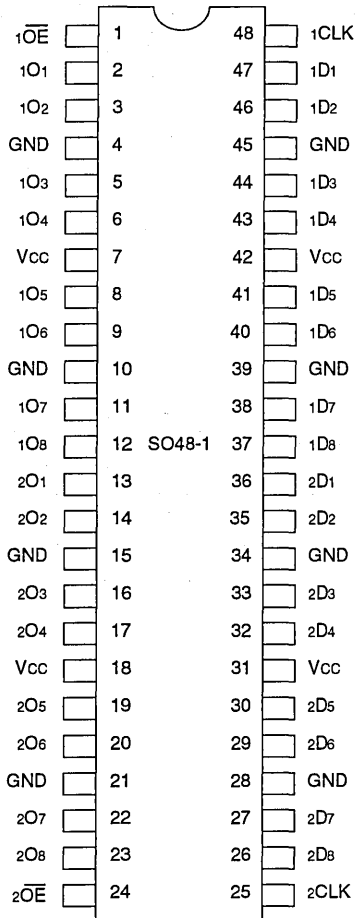 1O̅E̅ 1 48 1CLK
1O1 2 47 1D1
1O2 3 46 1D2
GND 4 45 GND
1O3 5 44 1D3
1O4 6 43 1D4
Vcc 7 42 Vcc
1O5 8 41 1D5
1O6 9 40 1D6
GND 10 39 GND
1O7 11 38 1D7
1O8 12 SO48-1 37 1D8
2O1 13 36 2D1
2O2 14 35 2D2
GND 15 34 GND
2O3 16 33 2D3
2O4 17 32 2D4
Vcc 18 31 Vcc
2O5 19 30 2D5
2O6 20 29 2D6
GND 21 28 GND
2O7 22 27 2D7
2O8 23 26 2D8
2O̅E̅ 24 25 2CLK